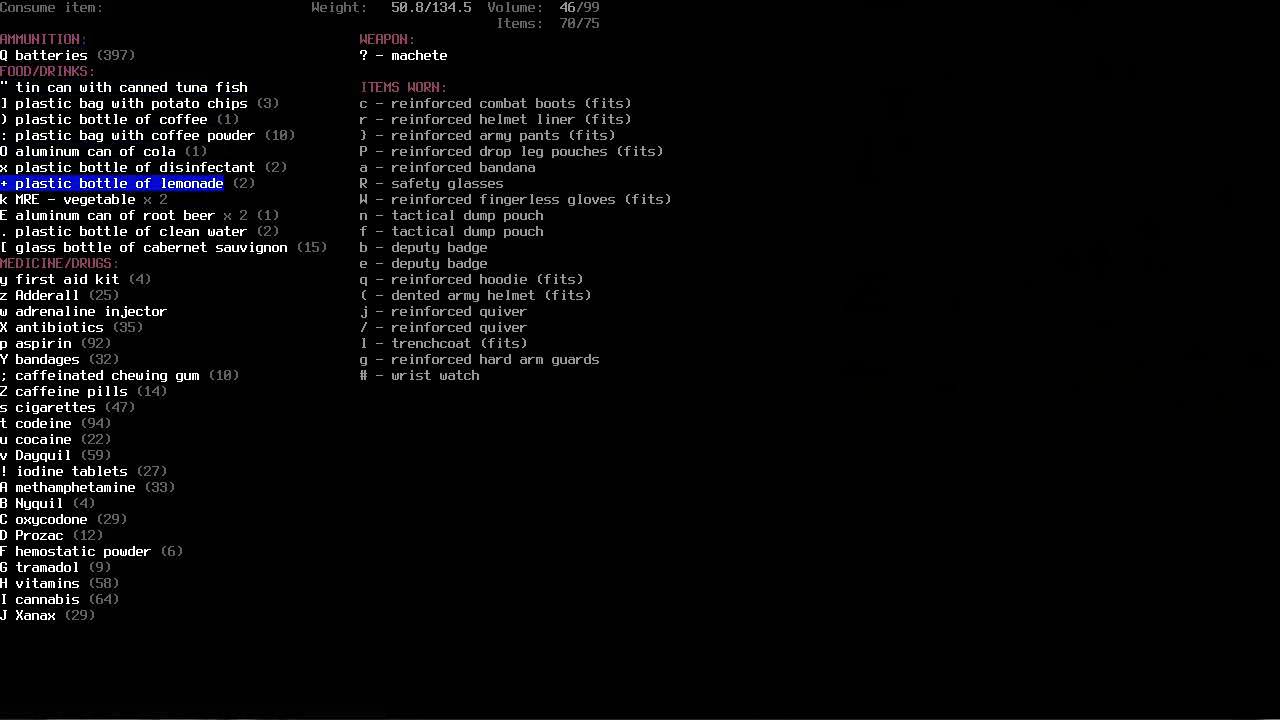 Consume item: Weight: 50.8/134.5 Volume: 46/99
Items: 70/75
AMMUNITION:
Q batteries (397)
FOOD/DRINKS:
" tin can with canned tuna fish
] plastic bag with potato chips (3)
) plastic bottle of coffee (1)
: plastic bag with coffee powder (10)
O aluminum can of cola (1)
x plastic bottle of disinfectant (2)
+ plastic bottle of lemonade (2)
k MRE - vegetable x 2
E aluminum can of root beer x 2 (1)
. plastic bottle of clean water (2)
[ glass bottle of cabernet sauvignon (15)
MEDICINE/DRUGS:
y first aid kit (4)
z Adderall (25)
w adrenaline injector
X antibiotics (35)
p aspirin (92)
Y bandages (32)
; caffeinated chewing gum (10)
Z caffeine pills (14)
s cigarettes (47)
t codeine (94)
u cocaine (22)
v Dayquil (59)
! iodine tablets (27)
A methamphetamine (33)
B Nyquil (4)
C oxycodone (29)
D Prozac (12)
F hemostatic powder (6)
G tramadol (9)
H vitamins (58)
I cannabis (64)
J Xanax (29)
WEAPON:
? - machete
ITEMS WORN:
c - reinforced combat boots (fits)
r - reinforced helmet liner (fits)
} - reinforced army pants (fits)
P - reinforced drop leg pouches (fits)
a - reinforced bandana
R - safety glasses
W - reinforced fingerless gloves (fits)
n - tactical dump pouch
f - tactical dump pouch
b - deputy badge
e - deputy badge
q - reinforced hoodie (fits)
( - dented army helmet (fits)
j - reinforced quiver
/ - reinforced quiver
l - trenchcoat (fits)
g - reinforced hard arm guards
# - wrist watch